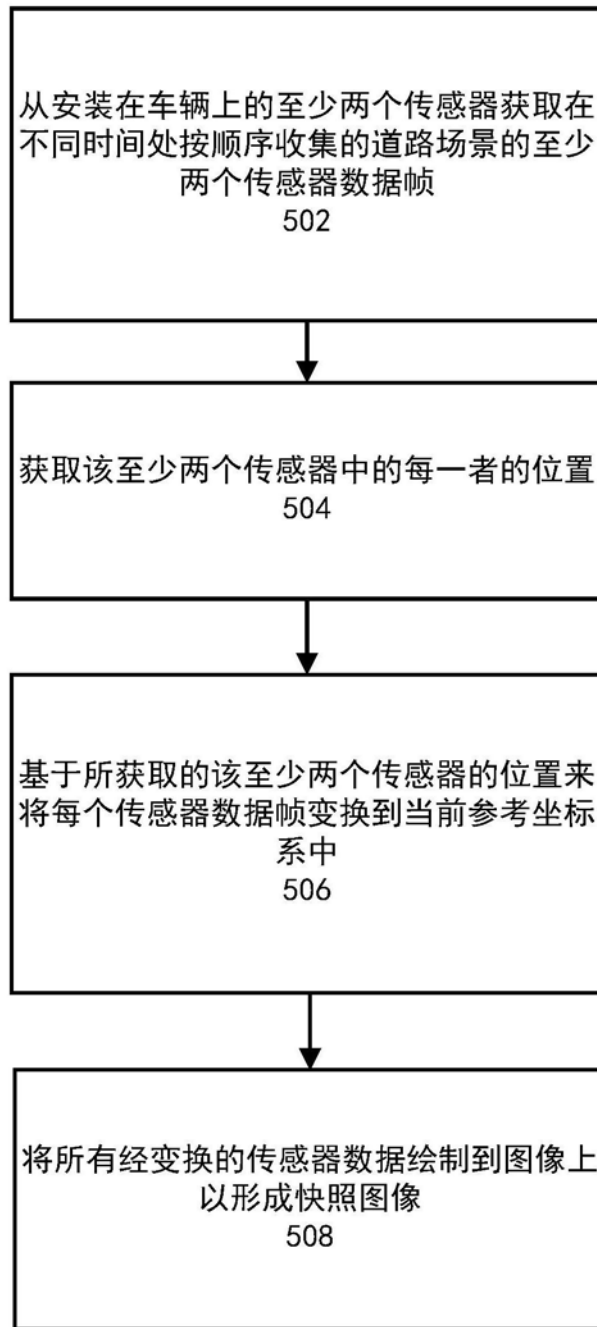 从安装在车辆上的至少两个传感器获取在
不同时间处按顺序收集的道路场景的至少
两个传感器数据帧
502
获取该至少两个传感器中的每一者的位置
504
基于所获取的该至少两个传感器的位置来
将每个传感器数据帧变换到当前参考坐标
系中
506
将所有经变换的传感器数据绘制到图像上
以形成快照图像
508